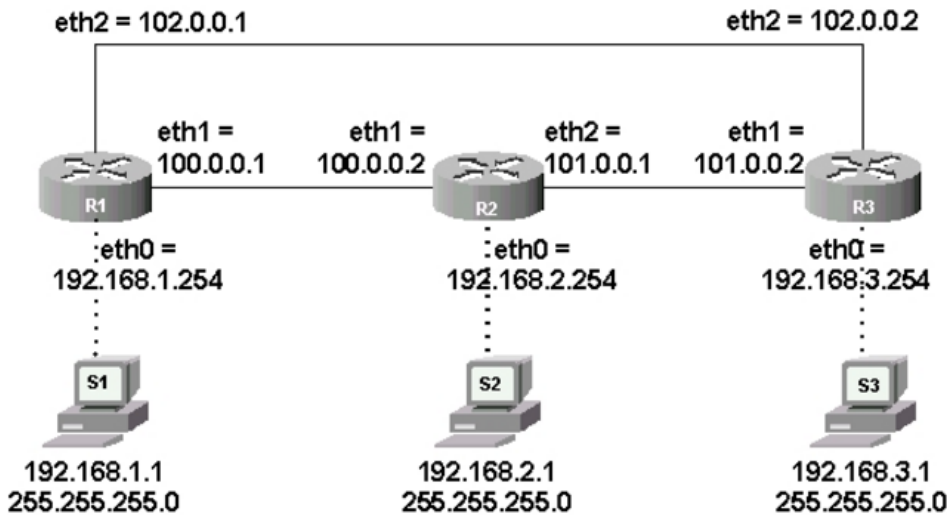 eth2 = 102.0.0.1
eth2 = 102.0.0.2
eth1 =
100.0.0.1
eth1 =
100.0.0.2
eth2 =
101.0.0.1
eth1 =
101.0.0.2
R1
R2
R3
eth0 =
192.168.1.254
eth0 =
192.168.2.254
eth0 =
192.168.3.254
S1
S2
S3
192.168.1.1
255.255.255.0
192.168.2.1
255.255.255.0
192.168.3.1
255.255.255.0